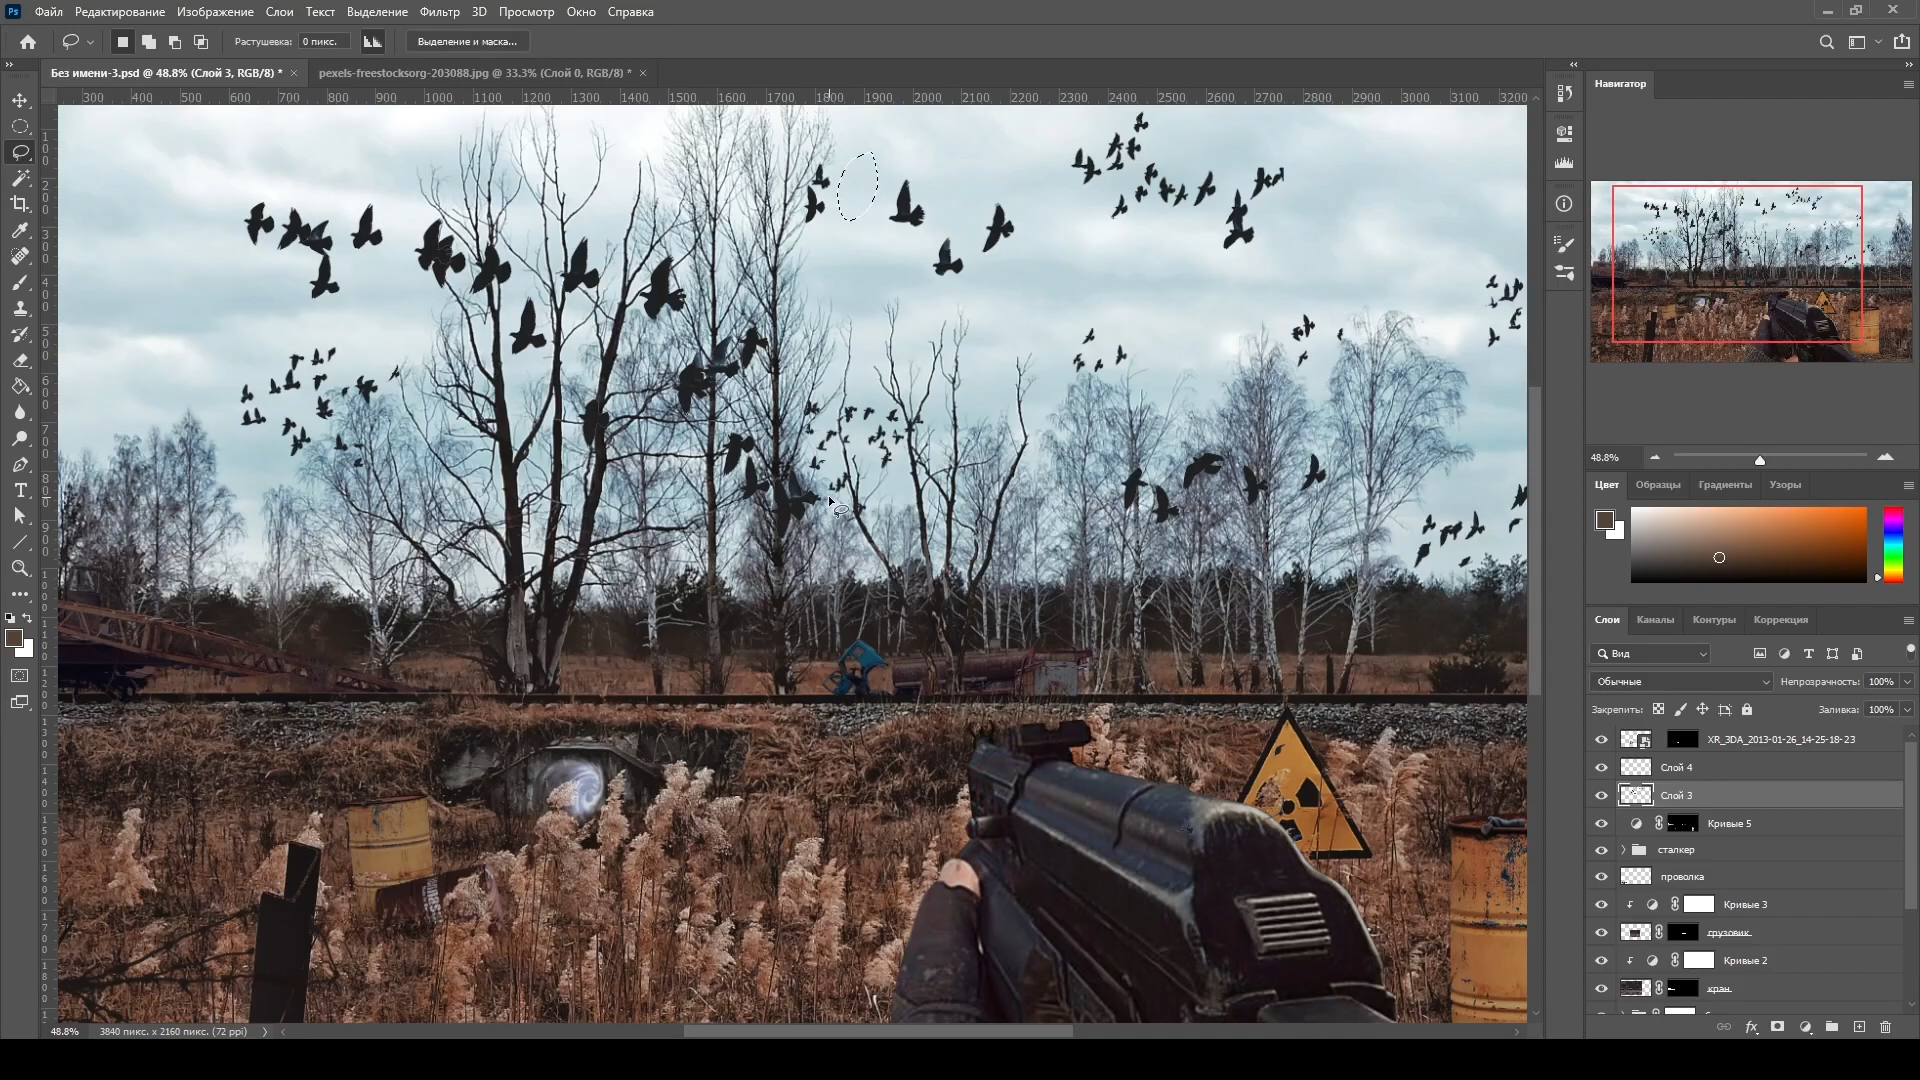 Ps Файл Редактирование Изображение Слои Текст Выделение Фильтр 3D Просмотр Окно Справка
Растушевка: 0 пикс. Выделение и маска...
Без имени-3.psd @ 48.8% (Слой 3, RGB/8) * × pexels-freestocksorg-203088.jpg @ 33.3% (Слой 0, RGB/8) * ×
300 400 500 600 700 800 900 1000 1100 1200 1300 1400 1500 1600 1700 1800 1900 2000 2100 2200 2300 2400 2500 2600 2700 2800 2900 3000 3100 3200
Навигатор
48.8%
Цвет Образцы Градиенты Узоры
Слои Каналы Контуры Коррекция
Вид
Обычные Непрозрачность: 100%
Закрепить: Заливка: 100%
XR_3DA_2013-01-26_14-25-18-23
Слой 4
Слой 3
Кривые 5
сталкер
проволка
Кривые 3
грузовик
Кривые 2
кран
fx
48.8% 3840 пикс. x 2160 пикс. (72 ppi)